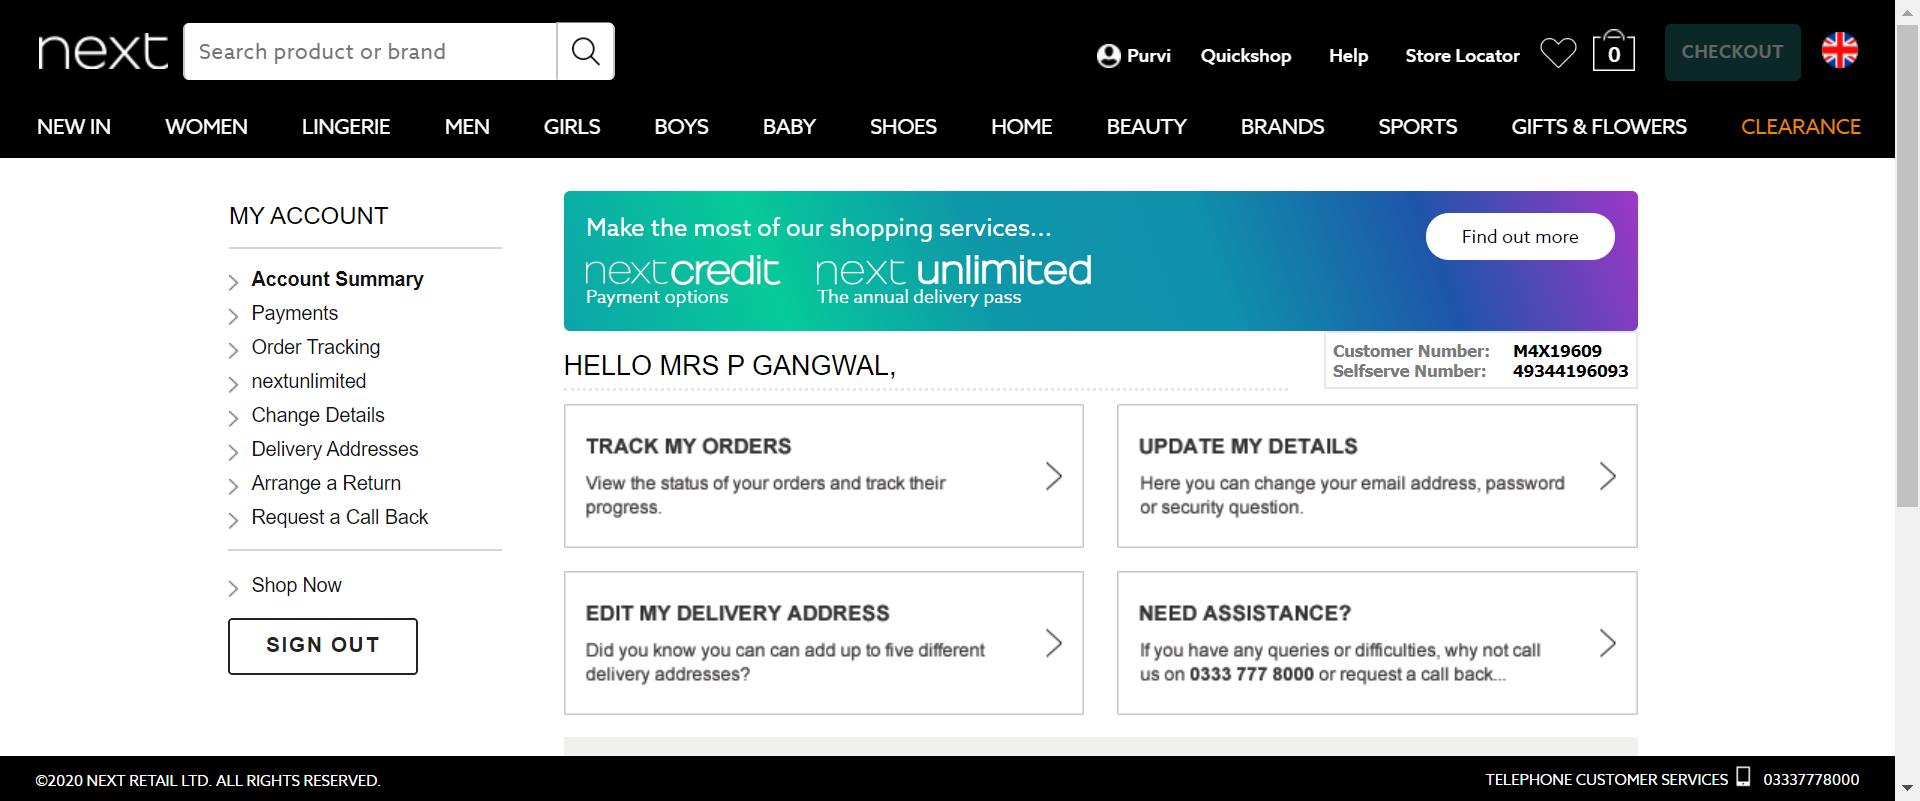 next
Search product or brand
Purvi
Quickshop
Help
Store Locator
0
CHECKOUT
NEW IN
WOMEN
LINGERIE
MEN
GIRLS
BOYS
BABY
SHOES
HOME
BEAUTY
BRANDS
SPORTS
GIFTS & FLOWERS
CLEARANCE
MY ACCOUNT
Account Summary
Payments
Order Tracking
nextunlimited
Change Details
Delivery Addresses
Arrange a Return
Request a Call Back
Shop Now
SIGN OUT
Make the most of our shopping services...
nextcredit
Payment options
next unlimited
The annual delivery pass
Find out more
HELLO MRS P GANGWAL,
Customer Number: M4X19609
Selfserve Number: 49344196093
TRACK MY ORDERS
View the status of your orders and track their
progress.
UPDATE MY DETAILS
Here you can change your email address, password
or security question.
EDIT MY DELIVERY ADDRESS
Did you know you can can add up to five different
delivery addresses?
NEED ASSISTANCE?
If you have any queries or difficulties, why not call
us on 0333 777 8000 or request a call back...
©2020 NEXT RETAIL LTD. ALL RIGHTS RESERVED.
TELEPHONE CUSTOMER SERVICES 03337778000